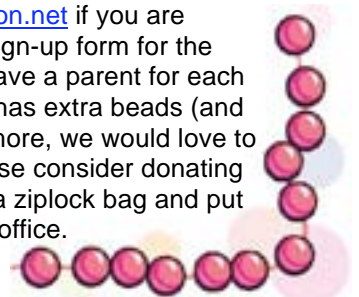 on.net if you are
gn-up form for the
ave a parent for each
has extra beads (and
more, we would love to
se consider donating
a ziplock bag and put
office.